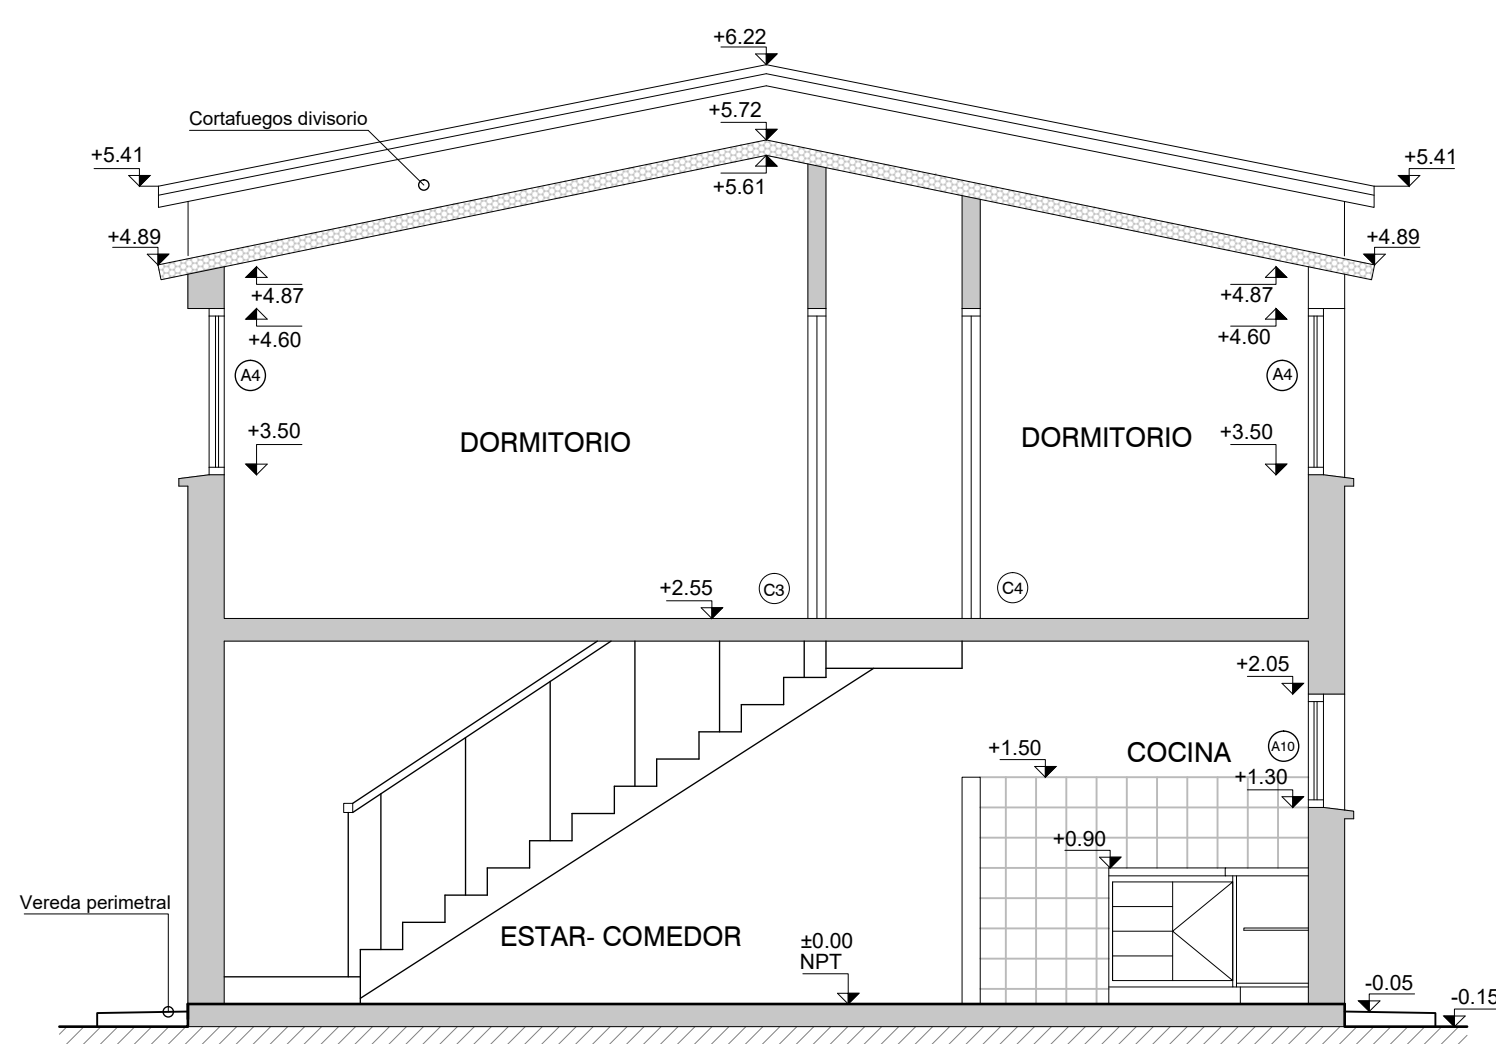 +6.22
Cortafuegos divisorio
+5.72
+5.41
+5.41
+5.61
+4.89
+4.89
+4.87
+4.87
+4.60
+4.60
A4
A4
+3.50
+3.50
DORMITORIO
DORMITORIO
+2.55
C3
C4
+2.05
+1.50
COCINA
A10
+1.30
+0.90
Vereda perimetral
ESTAR- COMEDOR
±0.00
NPT
-0.05
-0.15